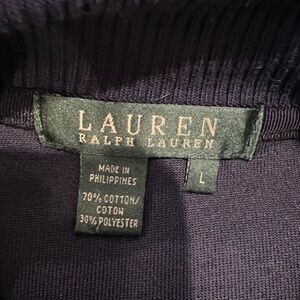 LAUREN
RALPH LAUREN
MADE IN
PHILIPPINES
70% COTTON/
COTON
30% POLYESTER
L